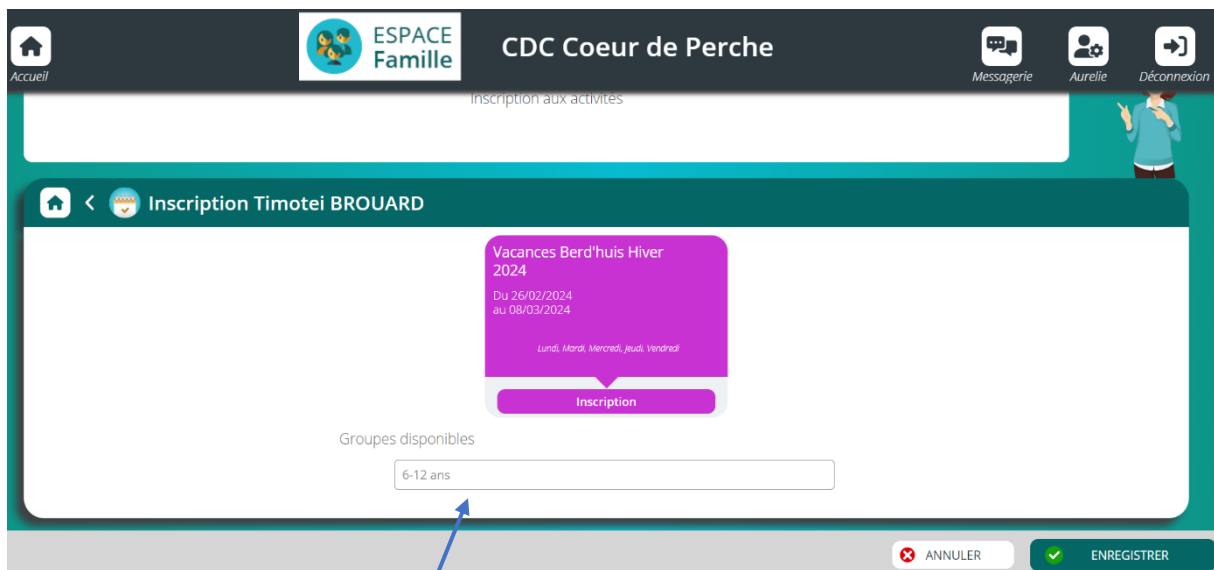 ESPACE
Famille
CDC Coeur de Perche
Accueil
Messagerie
Aurelie
Déconnexion
Inscription aux activités
Inscription Timotei BROUARD
Vacances Berd'huis Hiver
2024
Du 26/02/2024
au 08/03/2024
Lundi, Mardi, Mercredi, Jeudi, Vendredi
Inscription
Groupes disponibles
6-12 ans
ANNULER
ENREGISTRER